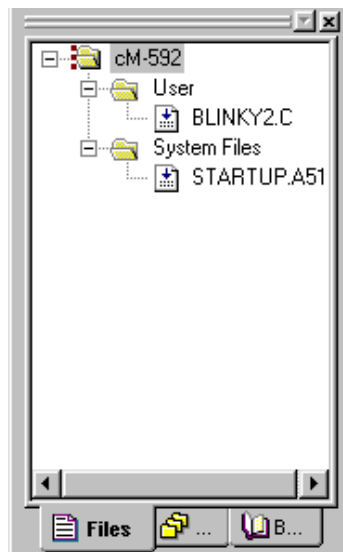 cM-592
User
BLINKY2.C
System Files
STARTUP.A51
Files
...
B...